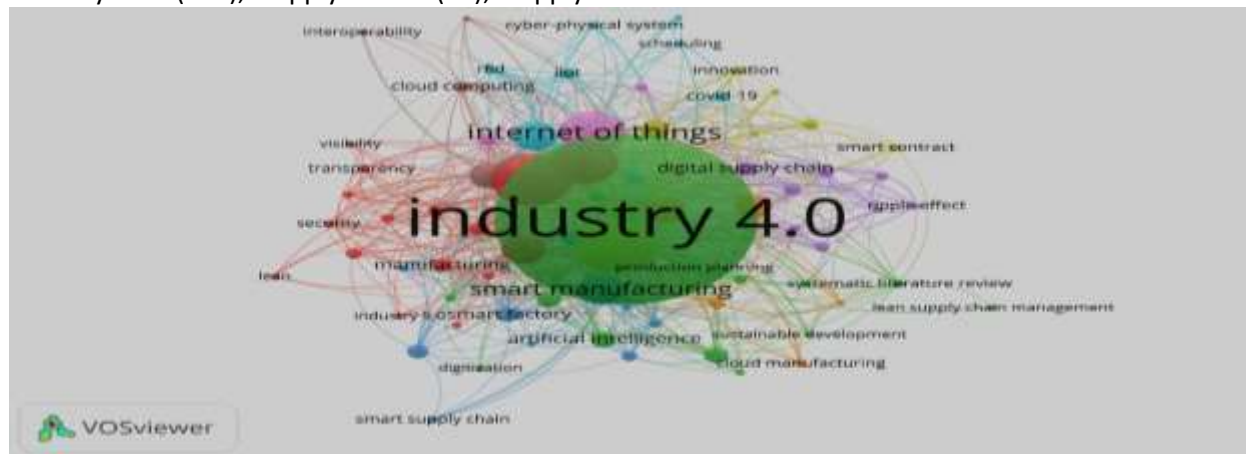 interoperability
cyber-physical system
scheduling
rfid
iiot
innovation
cloud computing
covid-19
internet of things
visibility
smart contract
transparency
digital supply chain
industry 4.0
ripple effect
security
manufacturing
production planning
lean
smart manufacturing
systematic literature review
lean supply chain management
smart factory
artificial intelligence
sustainable development
cloud manufacturing
smart supply chain
VOSviewer